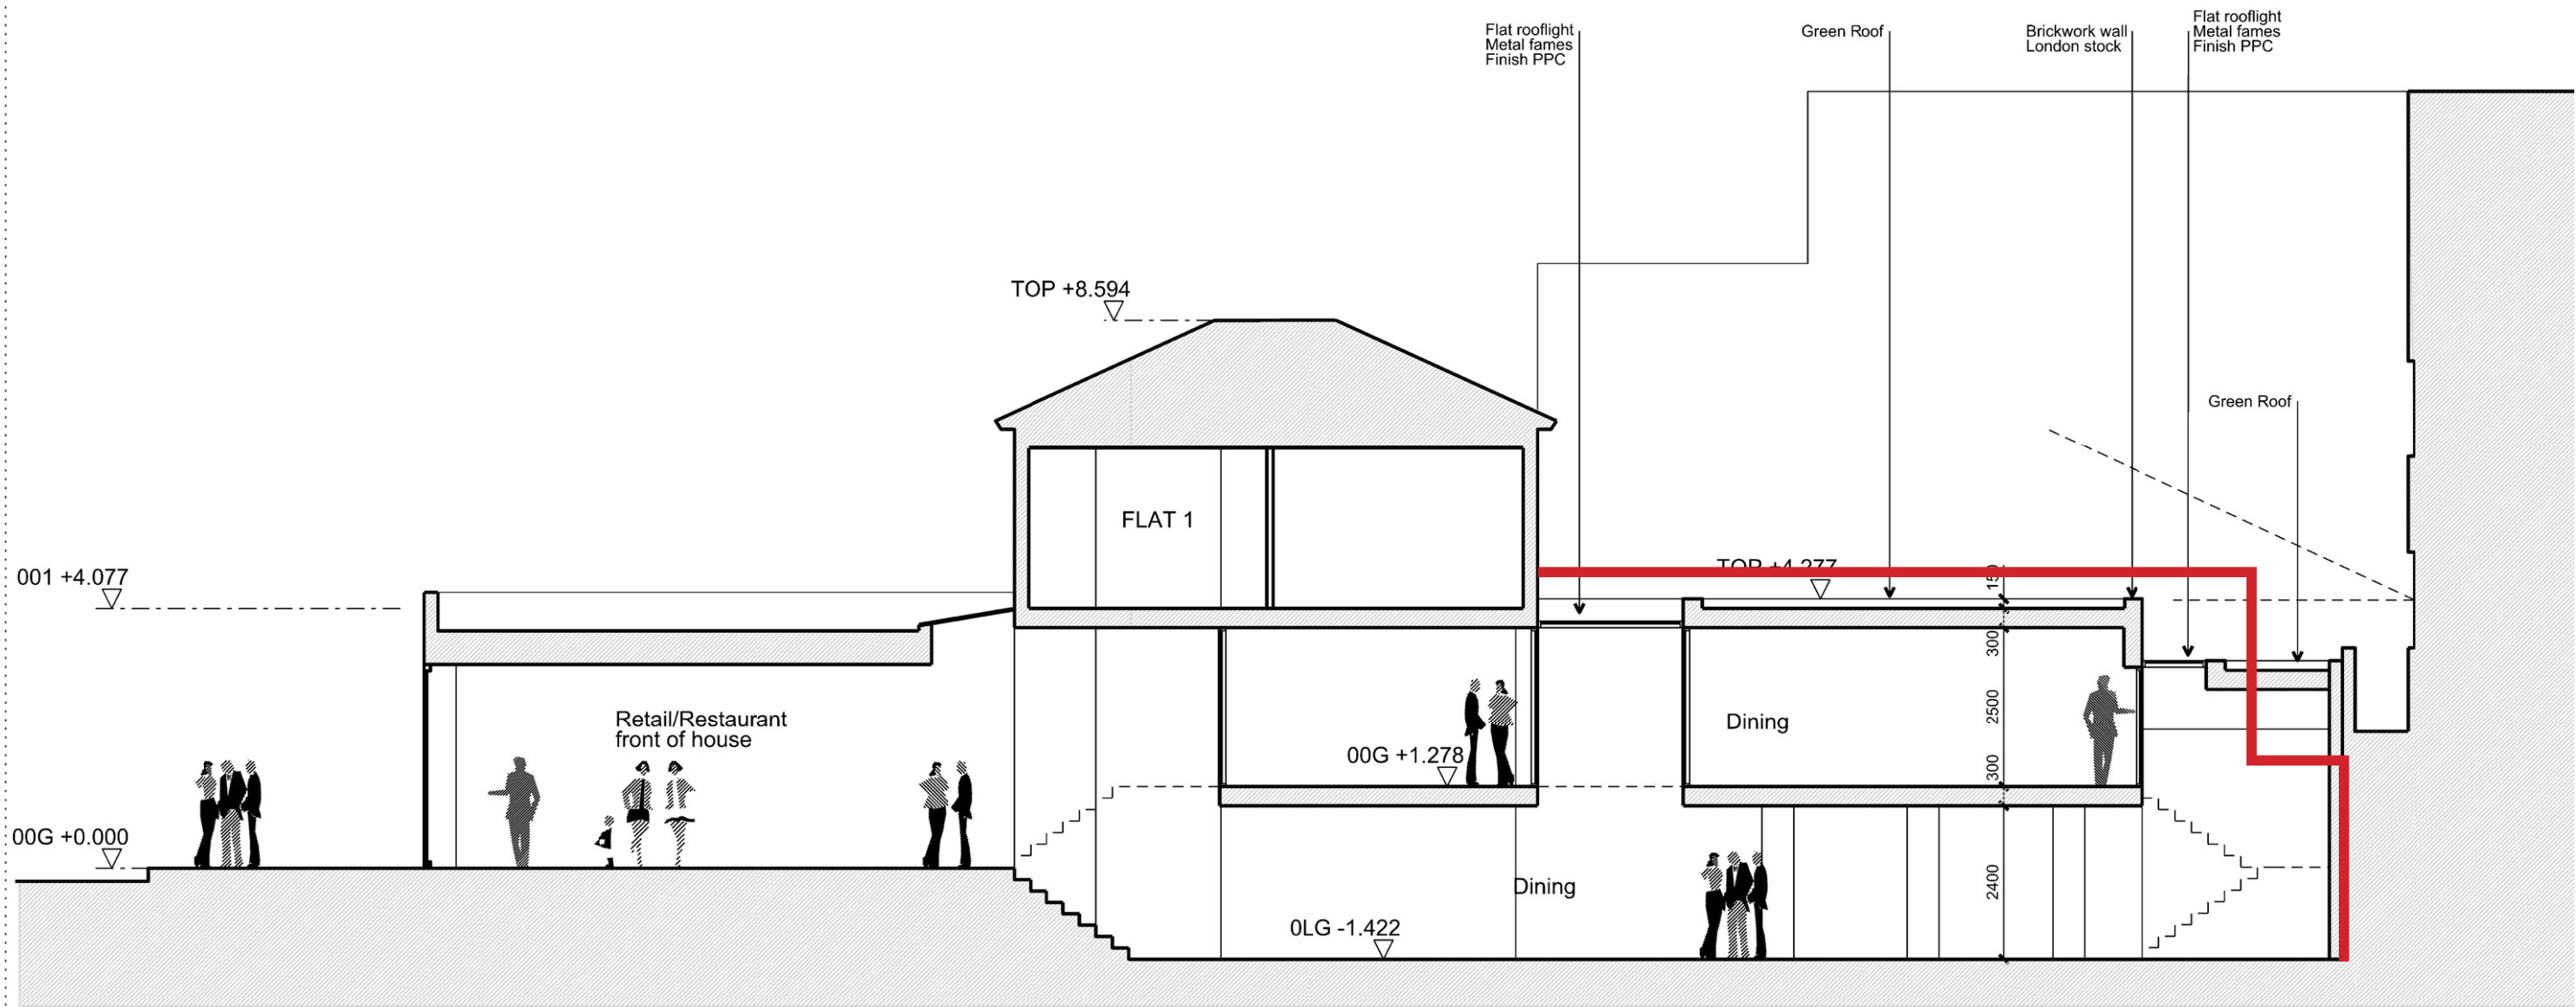 Flat rooflight
Metal fames
Finish PPC
Green Roof
Brickwork wall
London stock
Flat rooflight
Metal fames
Finish PPC
TOP +8.594
Green Roof
FLAT 1
001 +4.077
TOP +4.277
150
300
Retail/Restaurant
front of house
2500
Dining
00G +1.278
300
00G +0.000
Dining
2400
0LG -1.422